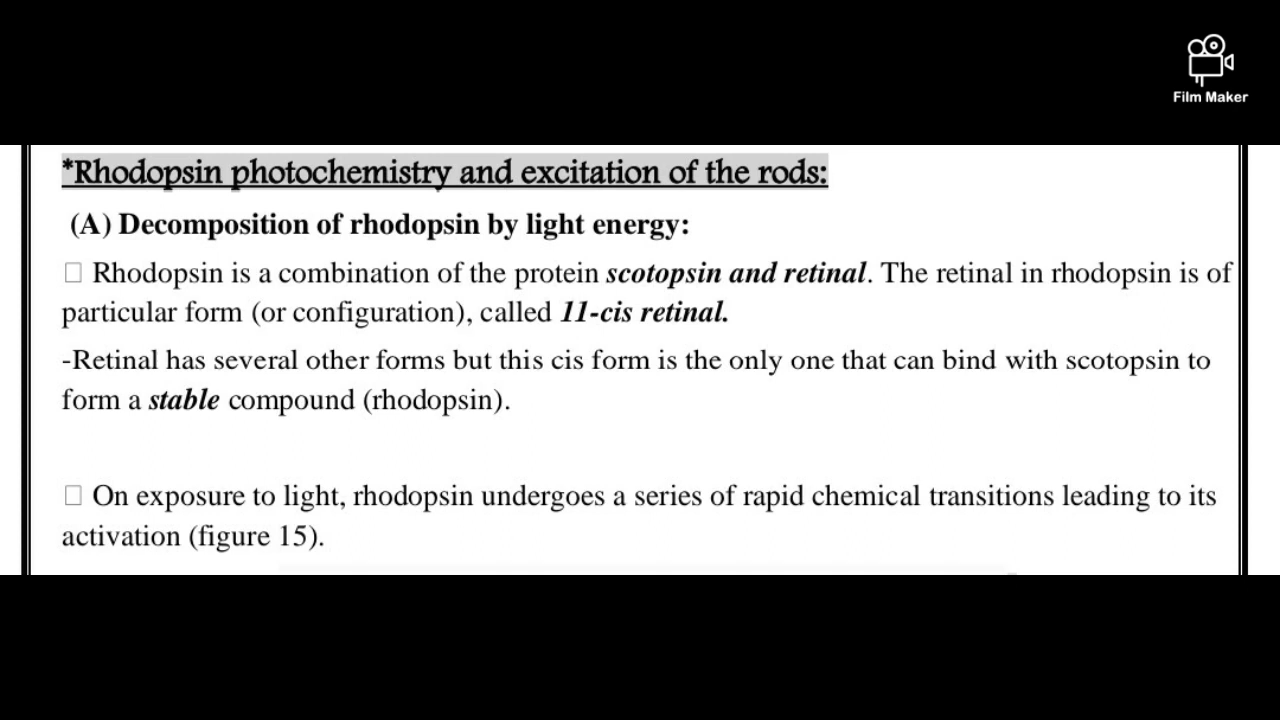 Film Maker
*Rhodopsin photochemistry and excitation of the rods:
(A) Decomposition of rhodopsin by light energy:
□ Rhodopsin is a combination of the protein scotopsin and retinal. The retinal in rhodopsin is of
particular form (or configuration), called 11-cis retinal.
-Retinal has several other forms but this cis form is the only one that can bind with scotopsin to
form a stable compound (rhodopsin).
□ On exposure to light, rhodopsin undergoes a series of rapid chemical transitions leading to its
activation (figure 15).